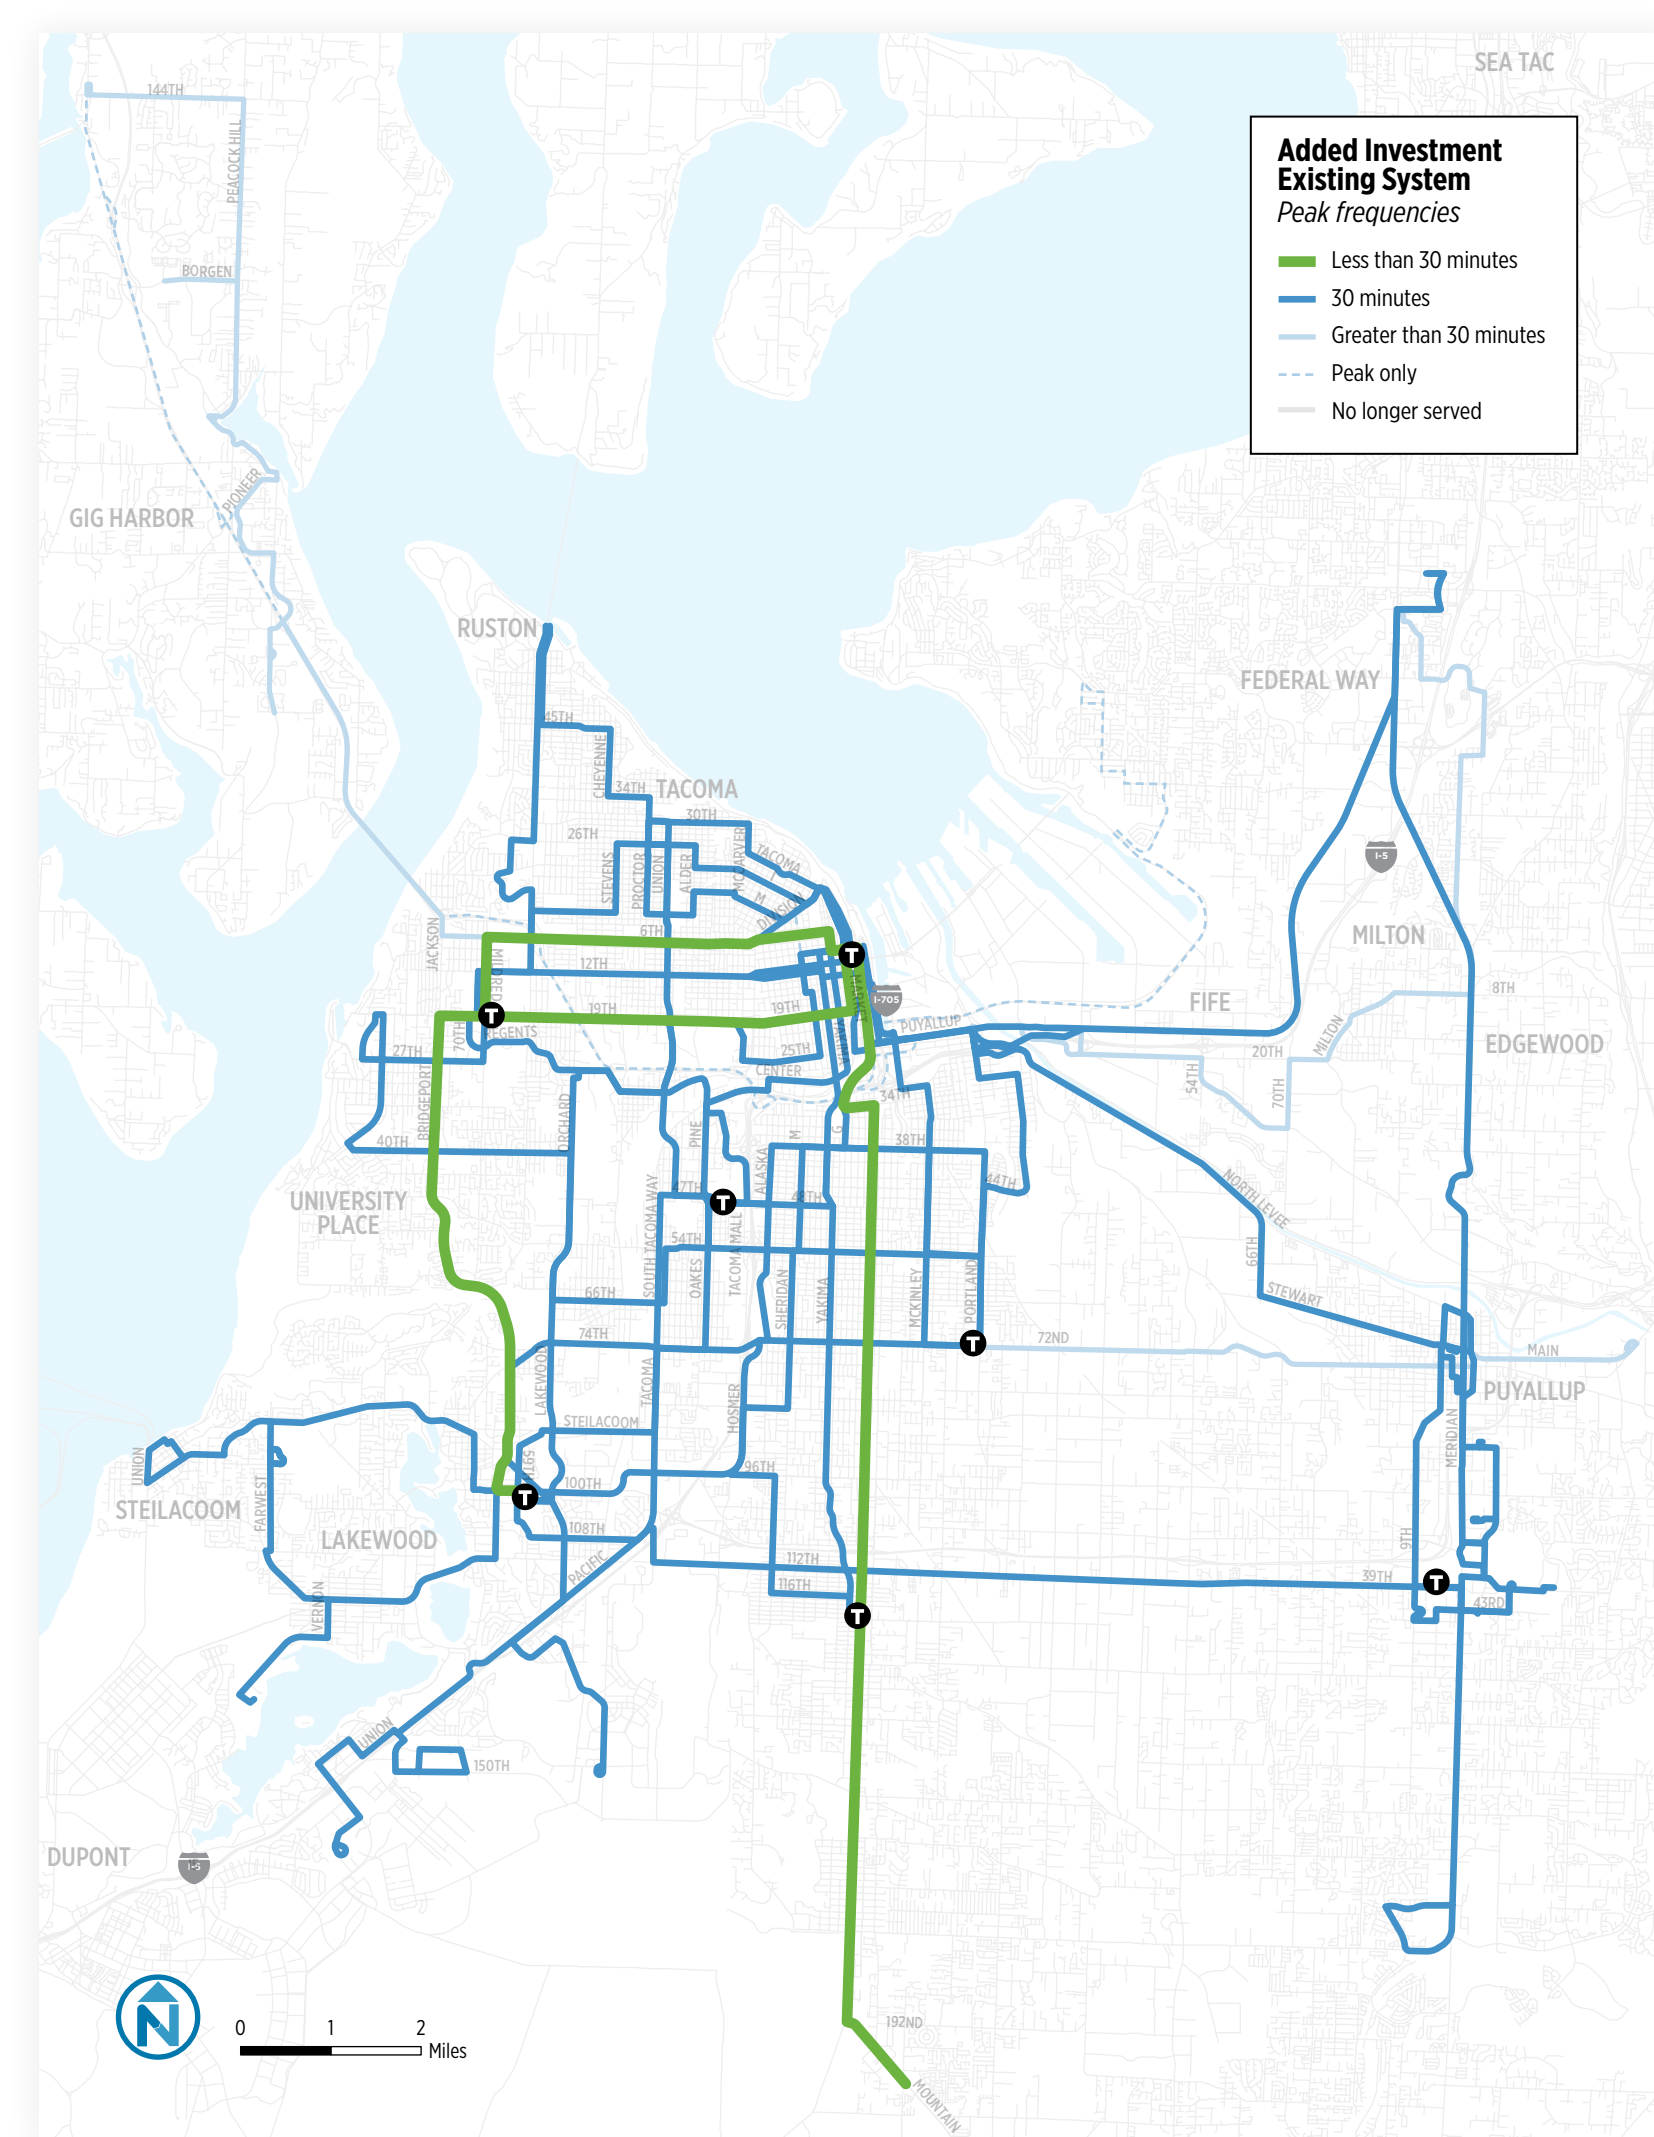 SEA TAC
Added Investment
Existing System
Peak frequencies
Less than 30 minutes
30 minutes
Greater than 30 minutes
Peak only
No longer served
144TH
PEACOCK HILL
BORGEN
PIONEER
GIG HARBOR
RUSTON
FEDERAL WAY
45TH
CHEYENNE
34TH
TACOMA
30TH
26TH
STEVENS
PROCTOR
UNION
ALDER
MCCARVER
TACOMA
I
M
DIVISION
I-5
6TH
JACKSON
MILDRED
12TH
MILTON
MARKET
I-705
8TH
FIFE
19TH
19TH
PUYALLUP
70TH
REGENTS
YAKIMA
27TH
25TH
20TH
MILTON
EDGEWOOD
CENTER
BRIDGEPORT
54TH
70TH
34TH
ORCHARD
PINE
M
G
40TH
38TH
ALASKA
44TH
UNIVERSITY
PLACE
47TH
48TH
SOUTH TACOMA WAY
NORTH LEVEE
54TH
OAKES
TACOMA MALL
66TH
66TH
SHERIDAN
YAKIMA
MCKINLEY
PORTLAND
STEWART
74TH
72ND
MAIN
LAKEWOOD
TACOMA
PUYALLUP
HOSMER
STEILACOOM
MERIDIAN
UNION
59TH
96TH
FARWEST
100TH
STEILACOOM
LAKEWOOD
108TH
9TH
PACIFIC
112TH
39TH
116TH
43RD
VERNON
UNION
150TH
DUPONT
I-5
N
0 1 2
Miles
192ND
MOUNTAIN
T
T
T
T
T
T
T